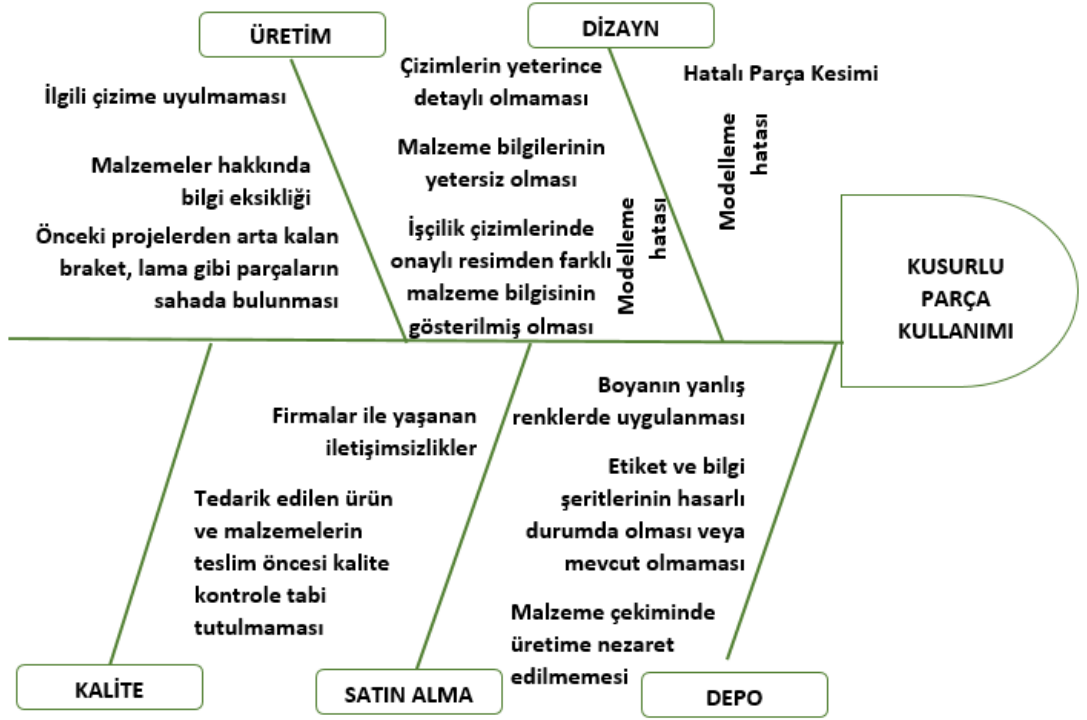 ÜRETİM
İlgili çizime uyulmaması
Malzemeler hakkında
bilgi eksikliği
Önceki projelerden arta kalan
braket, lama gibi parçaların
sahada bulunması
DİZAYN
Çizimlerin yeterince
detaylı olmaması
Malzeme bilgilerinin
yetersiz olması
İşçilik çizimlerinde
onaylı resimden farklı
malzeme bilgisinin
gösterilmiş olması
Modelleme
hatası
Hatalı Parça Kesimi
Modelleme
hatası
KUSURLU
PARÇA
KULLANIMI
Firmalar ile yaşanan
iletişimsizlikler
Tedarik edilen ürün
ve malzemelerin
teslim öncesi kalite
kontrole tabi
tutulmaması
Boyanın yanlış
renklerde uygulanması
Etiket ve bilgi
şeritlerinin hasarlı
durumda olması veya
mevcut olmaması
Malzeme çekiminde
üretime nezaret
edilmemesi
KALİTE
SATIN ALMA
DEPO